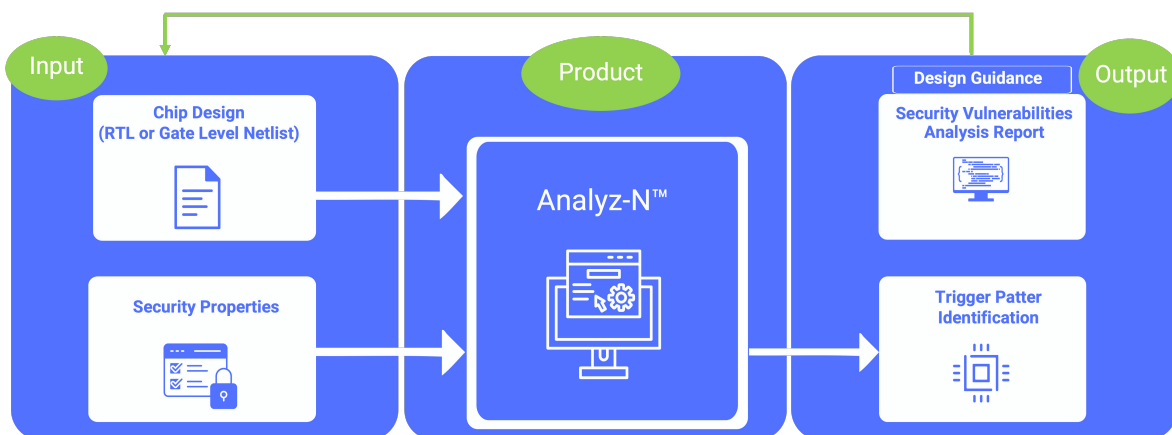 Input
Product
Output
Chip Design
(RTL or Gate Level Netlist)
Security Properties
Analyz-N™
Design Guidance
Security Vulnerabilities
Analysis Report
Trigger Patter
Identification